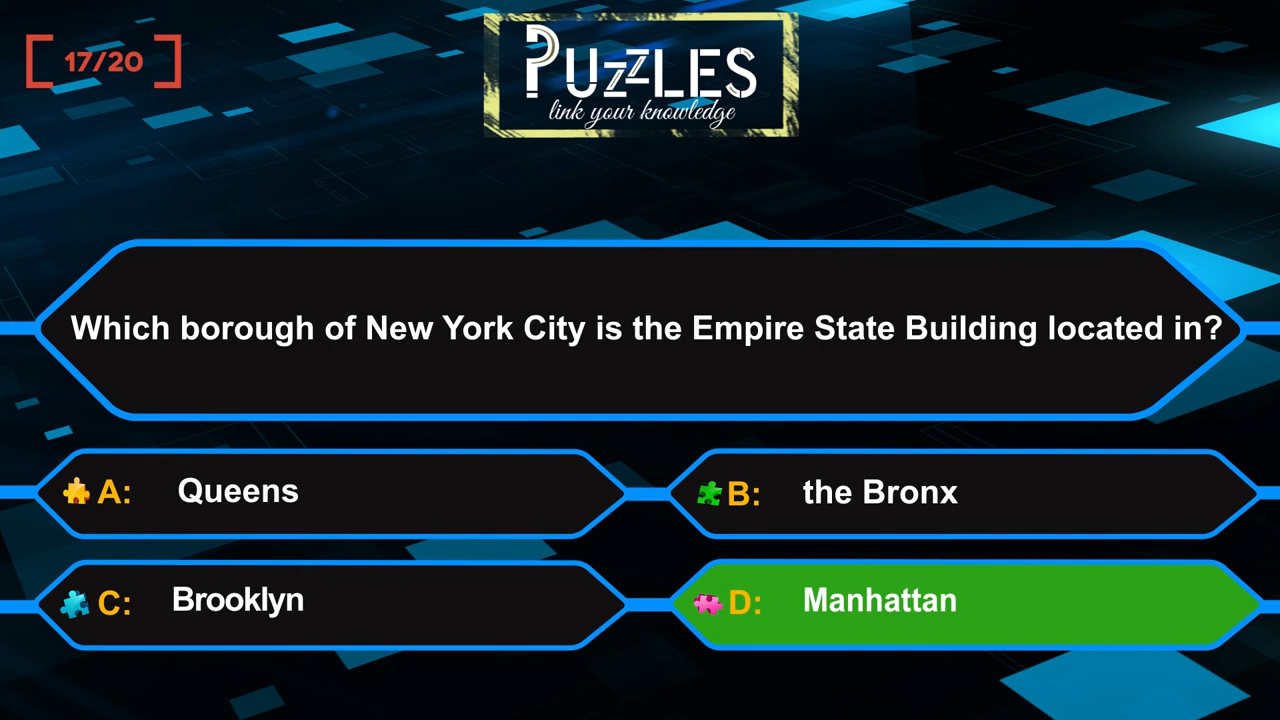 17/20
PUZZLES
link your knowledge
Which borough of New York City is the Empire State Building located in?
A: Queens
B: the Bronx
C: Brooklyn
D: Manhattan